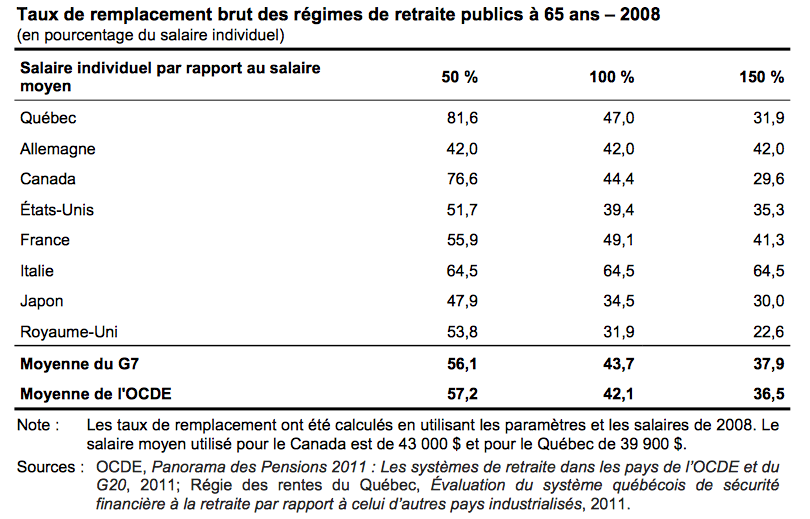 Taux de remplacement brut des régimes de retraite publics à 65 ans – 2008
(en pourcentage du salaire individuel)
Salaire individuel par rapport au salaire moyen 50 % 100 % 150 %
Québec 81,6 47,0 31,9
Allemagne 42,0 42,0 42,0
Canada 76,6 44,4 29,6
États-Unis 51,7 39,4 35,3
France 55,9 49,1 41,3
Italie 64,5 64,5 64,5
Japon 47,9 34,5 30,0
Royaume-Uni 53,8 31,9 22,6
Moyenne du G7 56,1 43,7 37,9
Moyenne de l'OCDE 57,2 42,1 36,5
Note : Les taux de remplacement ont été calculés en utilisant les paramètres et les salaires de 2008. Le
salaire moyen utilisé pour le Canada est de 43 000 $ et pour le Québec de 39 900 $.
Sources : OCDE, Panorama des Pensions 2011 : Les systèmes de retraite dans les pays de l'OCDE et du
G20, 2011; Régie des rentes du Québec, Évaluation du système québécois de sécurité
financière à la retraite par rapport à celui d'autres pays industrialisés, 2011.